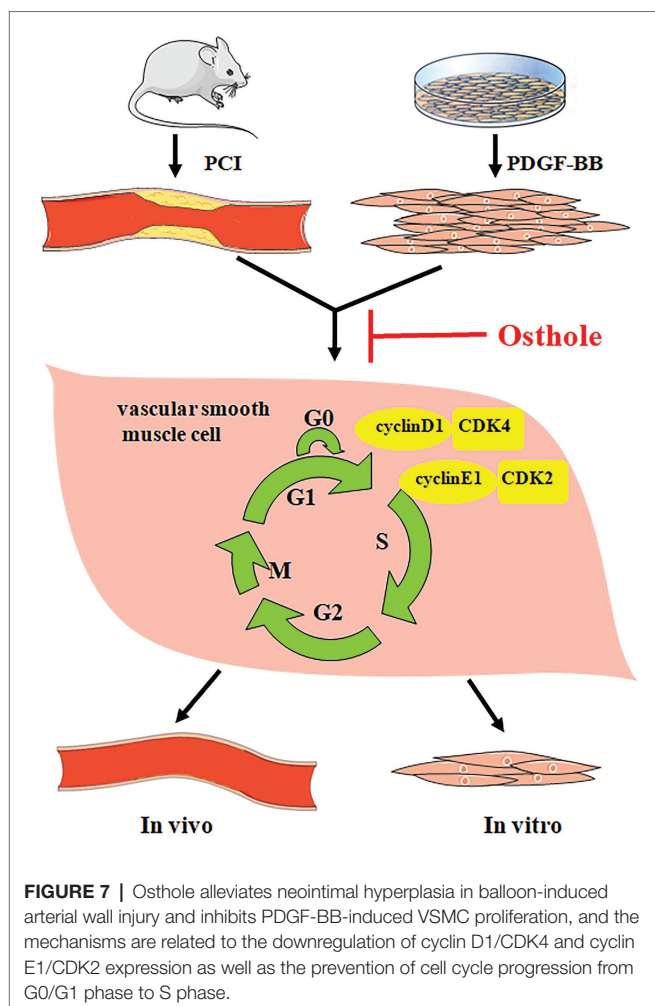 PCI
PDGF-BB
Osthole
vascular smooth
muscle cell
G0
cyclinD1
CDK4
cyclinE1
CDK2
G1
S
M
G2
In vivo
In vitro
FIGURE 7 | Osthole alleviates neointimal hyperplasia in balloon-induced
arterial wall injury and inhibits PDGF-BB-induced VSMC proliferation, and the
mechanisms are related to the downregulation of cyclin D1/CDK4 and cyclin
E1/CDK2 expression as well as the prevention of cell cycle progression from
G0/G1 phase to S phase.